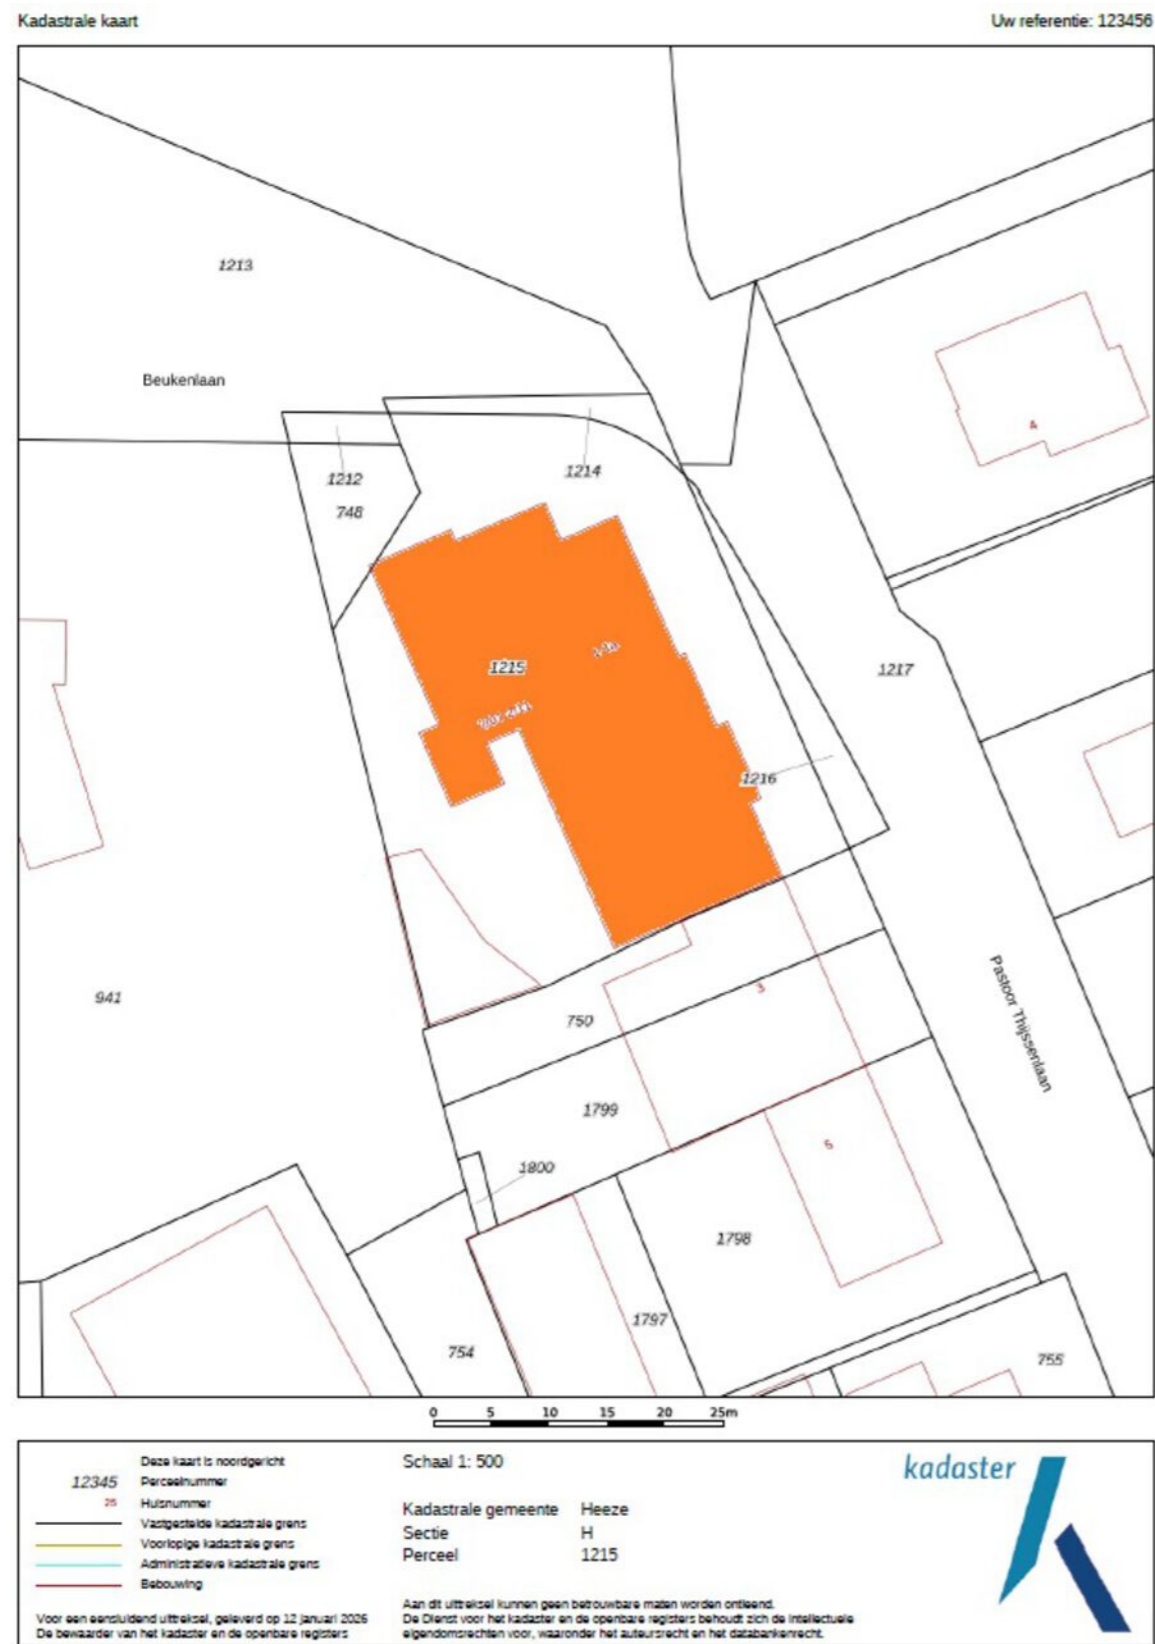 Kadastrale kaart
Uw referentie: 123456
1213
Beukenlaan
4
1214
1212
748
1215
1217
1216
941
Pastoor Thijssenlaan
3
750
1799
5
1800
1798
1797
754
755
0 5 10 15 20 25m
Deze kaart is noordgericht
12345 Perceelnummer
25 Huisnummer
Vastgestelde kadastrale grens
Voorlopige kadastrale grens
Administratieve kadastrale grens
Bebouwing
Voor een eensluidend uittreksel, geleverd op 12 januari 2026
De bewaarder van het kadaster en de openbare registers
Schaal 1: 500
Kadastrale gemeente Heeze
Sectie H
Perceel 1215
Aan dit uittreksel kunnen geen betrouwbare maten worden ontleend.
De Dienst voor het kadaster en de openbare registers behoudt zich de intellectuele
eigendomsrechten voor, waaronder het auteursrecht en het databankenrecht.
kadaster